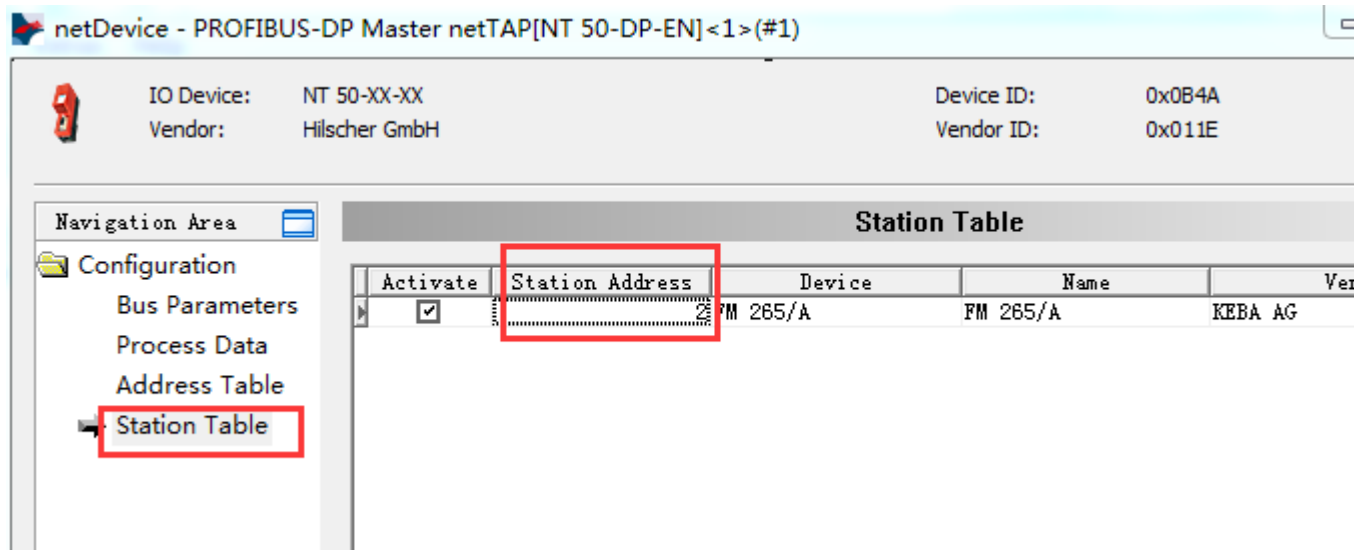 netDevice - PROFIBUS-DP Master netTAP[NT 50-DP-EN]<1>(#1)
IO Device: NT 50-XX-XX Device ID: 0x0B4A
Vendor: Hilscher GmbH Vendor ID: 0x011E
Navigation Area Station Table
Configuration
Activate Station Address Device Name Ver
Bus Parameters
2 FM 265/A FM 265/A KEBA AG
Process Data
Address Table
Station Table